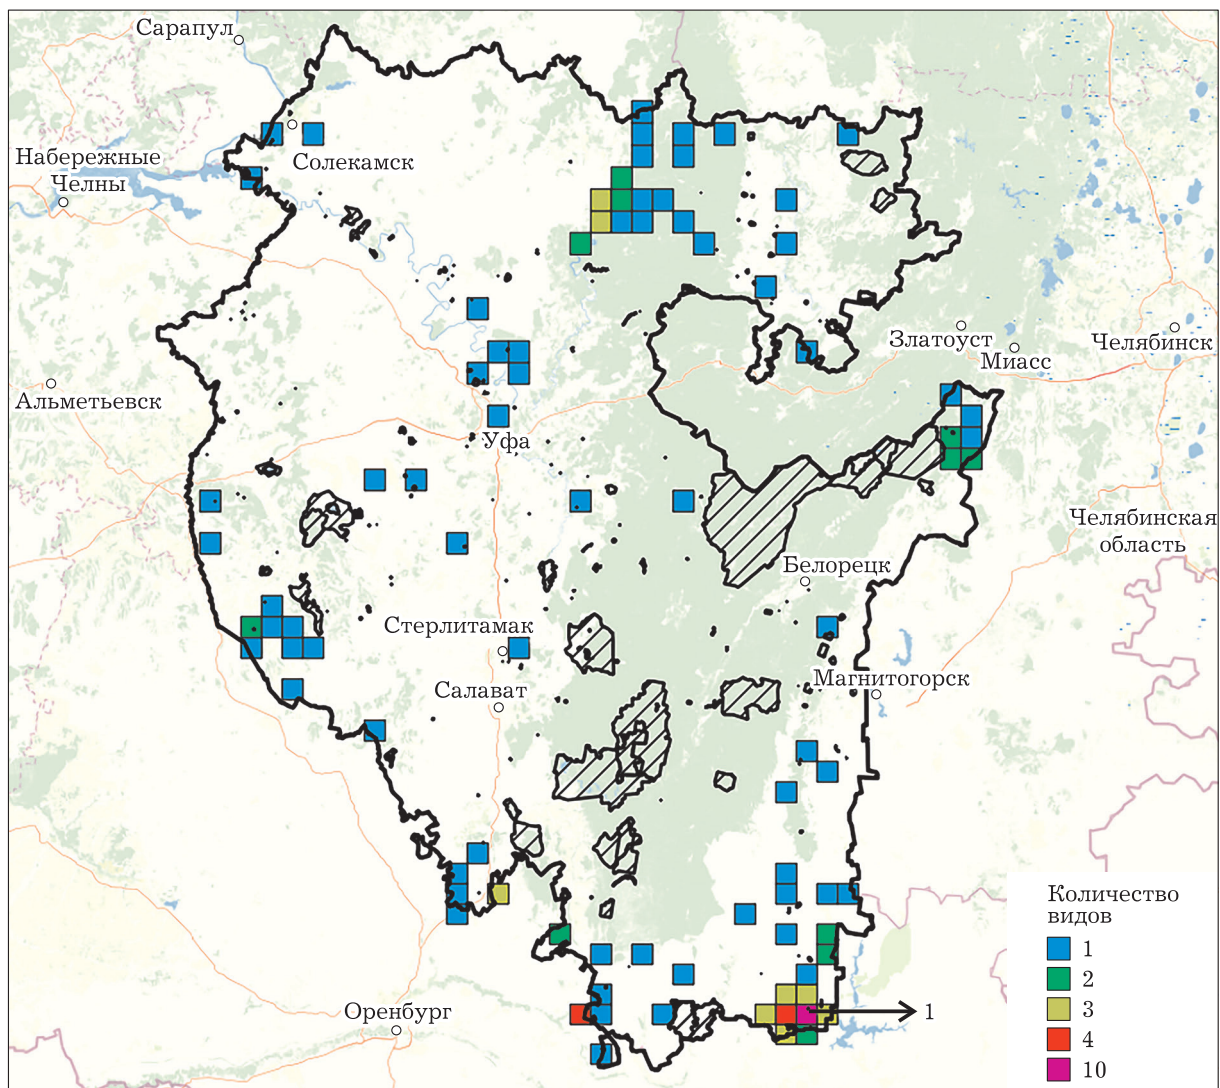 Сарапул
Солекамск
Набережные
Челны
Златоуст
Миасс
Челябинск
Альметьевск
Уфа
Челябинская
область
Белорецк
Стерлитамак
Магнитогорск
Салават
Количество
видов
1
2
3
4
10
Оренбург
1